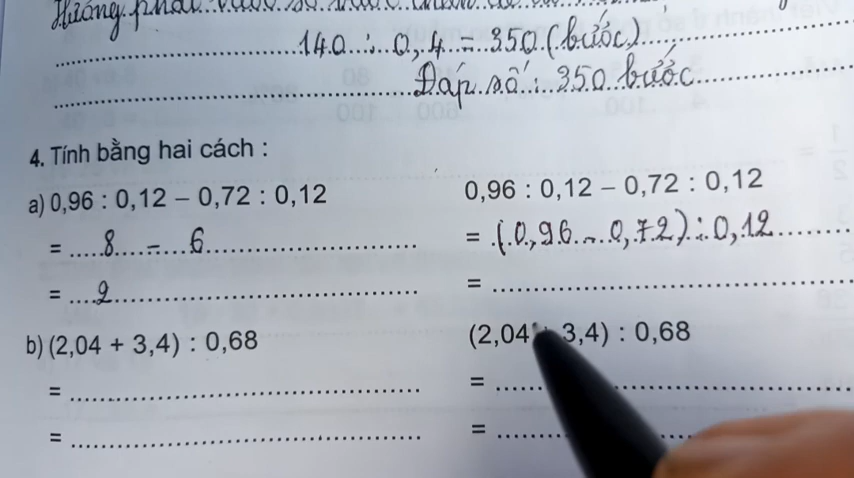 140 : 0,4 = 350 (bước)
Đáp số : 350 bước
4. Tính bằng hai cách :
a) 0,96 : 0,12 – 0,72 : 0,12
= 8 – 6
= 2
0,96 : 0,12 – 0,72 : 0,12
= (0,96 – 0,72) : 0,12
=
b) (2,04 + 3,4) : 0,68
=
=
(2,04 + 3,4) : 0,68
=
=